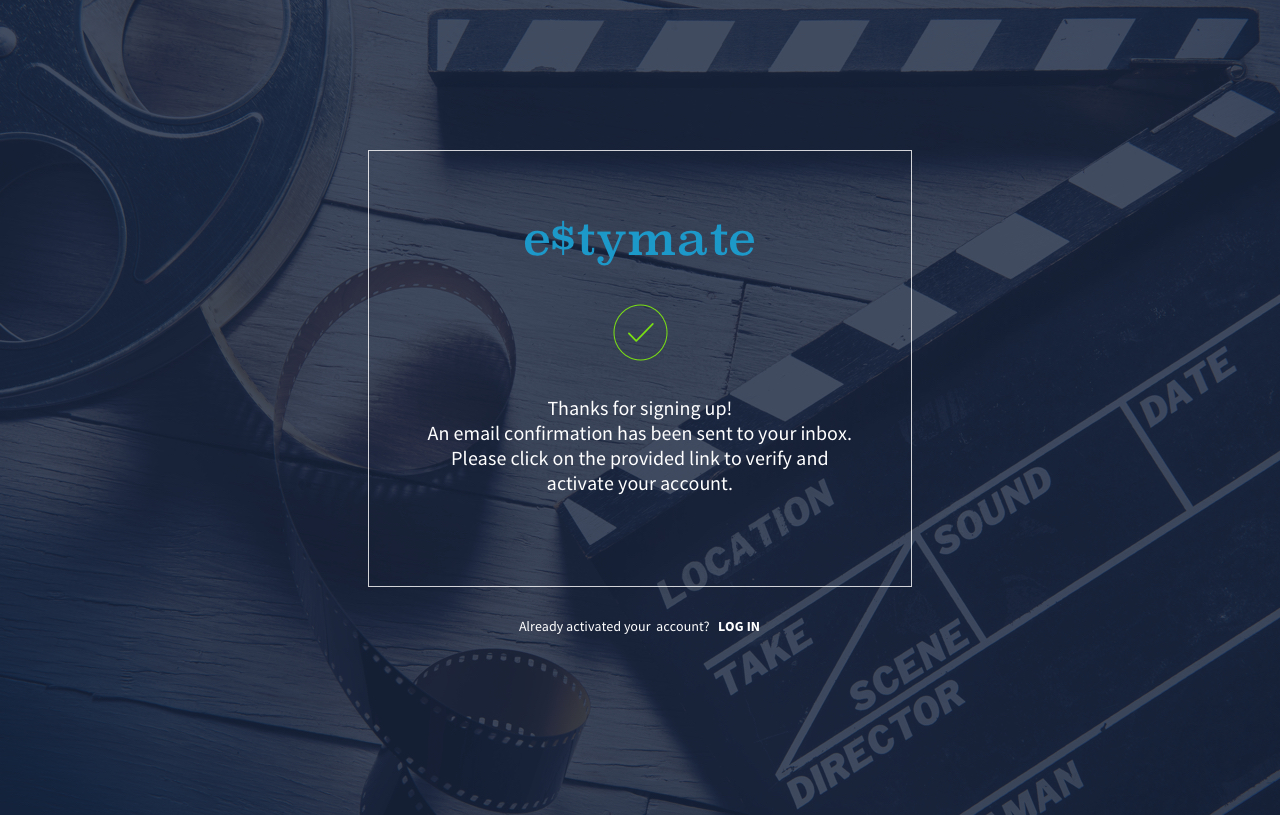 e$tymate
Thanks for signing up!
An email confirmation has been sent to your inbox.
Please click on the provided link to verify and
activate your account.
Already activated your account? LOG IN
DATE
SOUND
LOCATION
TAKE
SCENE
DIRECTOR